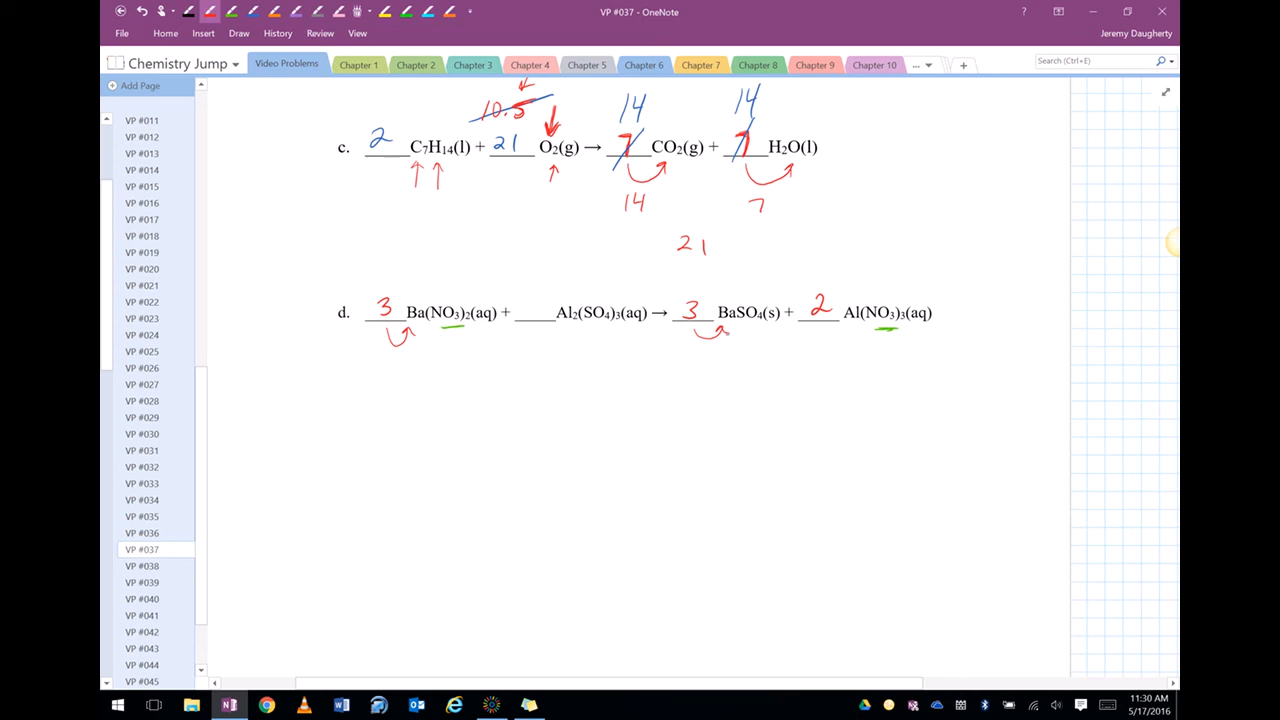 VP #037 - OneNote
?
File Home Insert Draw History Review View
Jeremy Daugherty
Chemistry Jump Video Problems Chapter 1 Chapter 2 Chapter 3 Chapter 4 Chapter 5 Chapter 6 Chapter 7 Chapter 8 Chapter 9 Chapter 10 ... + Search (Ctrl+E)
+ Add Page
VP #011
VP #012
VP #013
VP #014
VP #015
VP #016
VP #017
VP #018
VP #019
VP #020
VP #021
VP #022
VP #023
VP #024
VP #025
VP #026
VP #027
VP #028
VP #029
VP #030
VP #031
VP #032
VP #033
VP #034
VP #035
VP #036
VP #037
VP #038
VP #039
VP #040
VP #041
VP #042
VP #043
VP #044
VP #045
10.5 14 14
c. 2 C₇H₁₄(l) + 21 O₂(g) → 7 CO₂(g) + 7 H₂O(l)
14 7
21
d. 3 Ba(NO₃)₂(aq) + ____ Al₂(SO₄)₃(aq) → 3 BaSO₄(s) + 2 Al(NO₃)₃(aq)
11:30 AM
5/17/2016